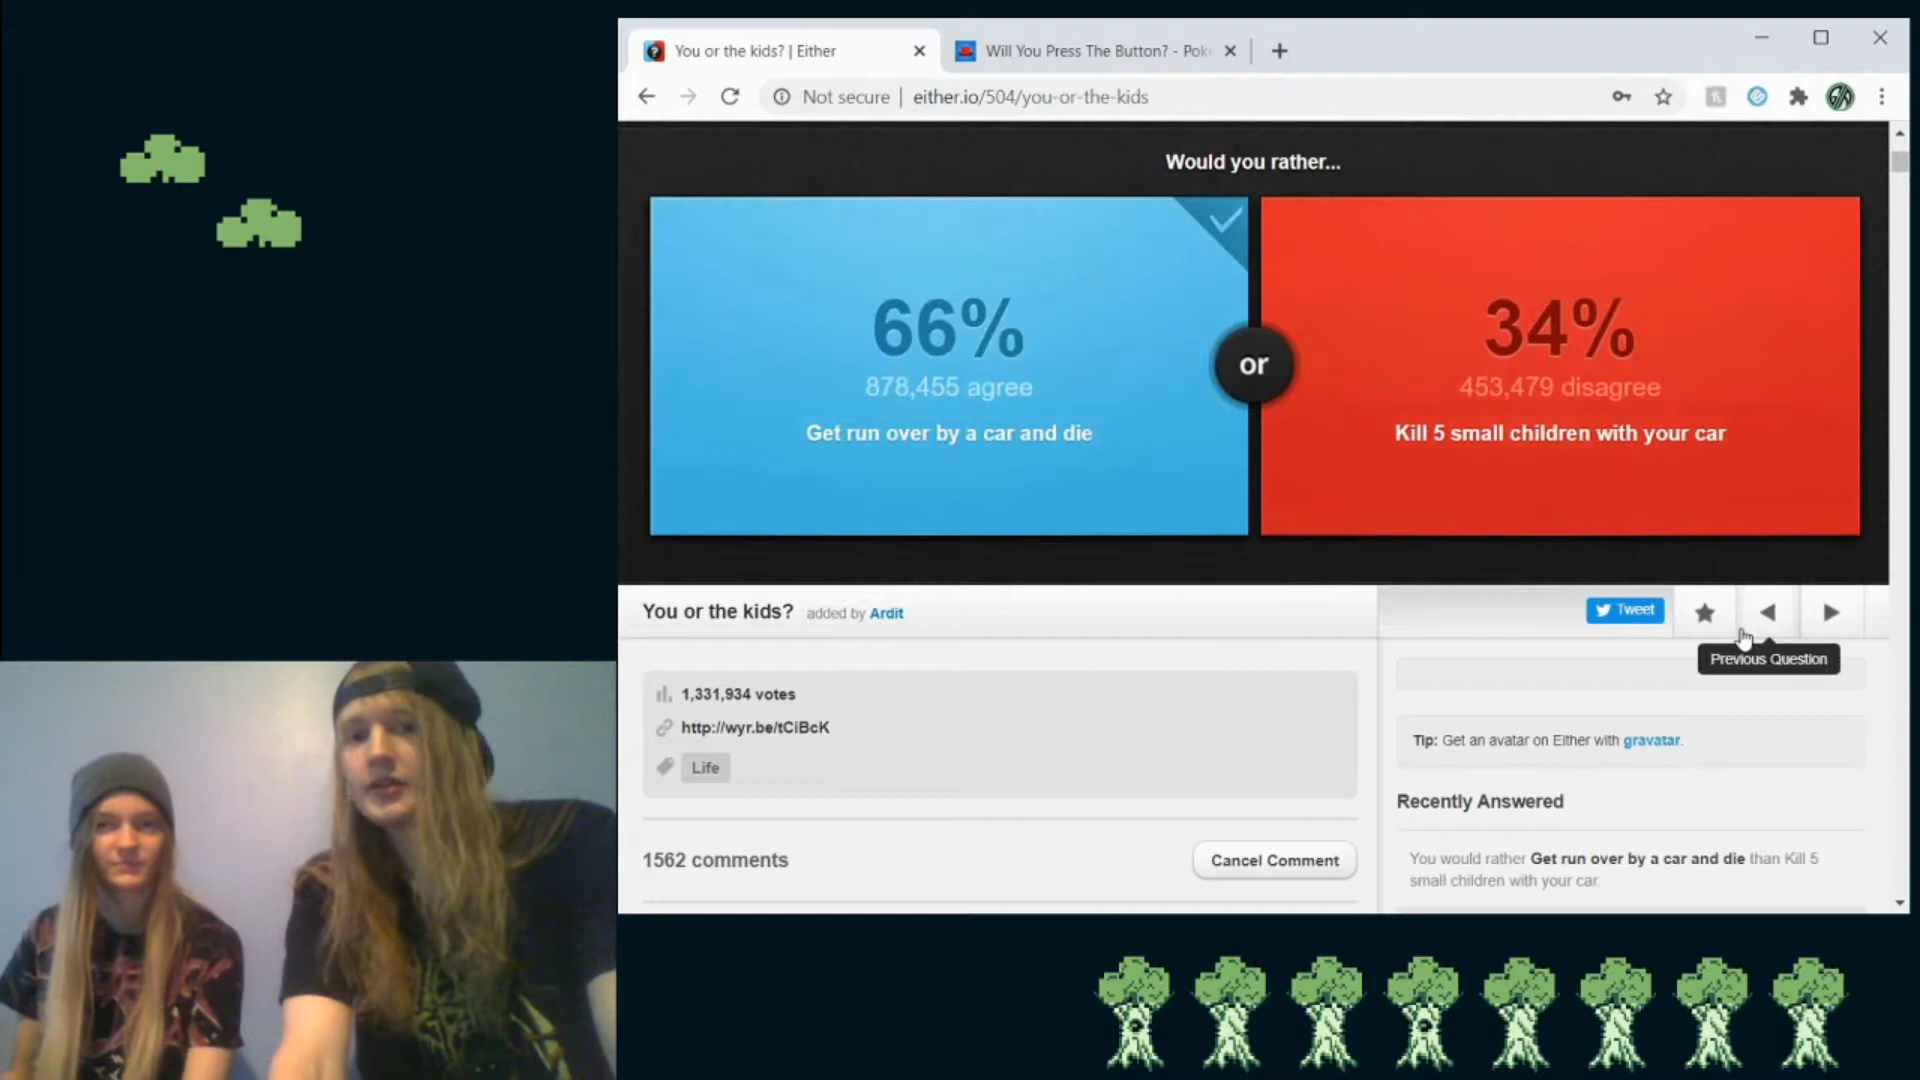 You or the kids? | Either
Will You Press The Button? - Pok
Not secure | either.io/504/you-or-the-kids
Would you rather...
66%
878,455 agree
Get run over by a car and die
or
34%
453,479 disagree
Kill 5 small children with your car
You or the kids? added by Ardit
Tweet
Previous Question
1,331,934 votes
http://wyr.be/tCiBcK
Life
1562 comments
Cancel Comment
Tip: Get an avatar on Either with gravatar.
Recently Answered
You would rather Get run over by a car and die than Kill 5
small children with your car.